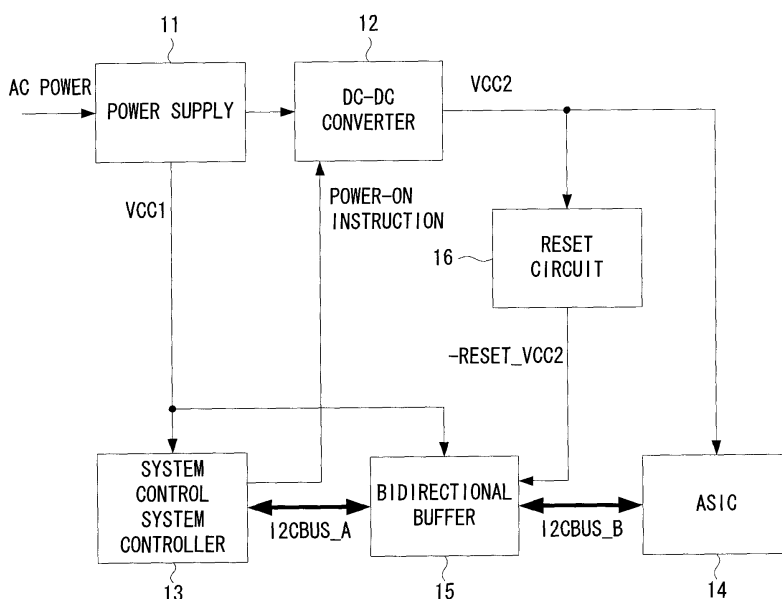 11
12
AC POWER
POWER SUPPLY
DC-DC
CONVERTER
VCC2
VCC1
POWER-ON
INSTRUCTION
16
RESET
CIRCUIT
-RESET_VCC2
SYSTEM
CONTROL
SYSTEM
CONTROLLER
I2CBUS_A
BIDIRECTIONAL
BUFFER
I2CBUS_B
ASIC
13
15
14